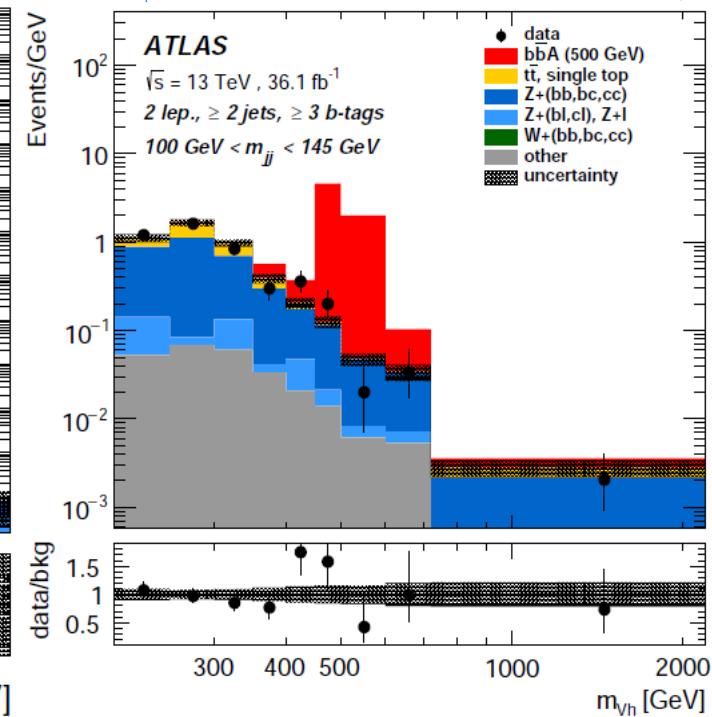 Events/GeV
10²
10
1
10⁻¹
10⁻²
10⁻³
ATLAS
√s = 13 TeV , 36.1 fb⁻¹
2 lep., ≥ 2 jets, ≥ 3 b-tags
100 GeV < m_jj < 145 GeV
data
bb̄A (500 GeV)
tt̄, single top
Z+(bb,bc,cc)
Z+(bl,cl), Z+l
W+(bb,bc,cc)
other
uncertainty
data/bkg
1.5
1
0.5
300 400 500 1000 2000
m_Vh [GeV]